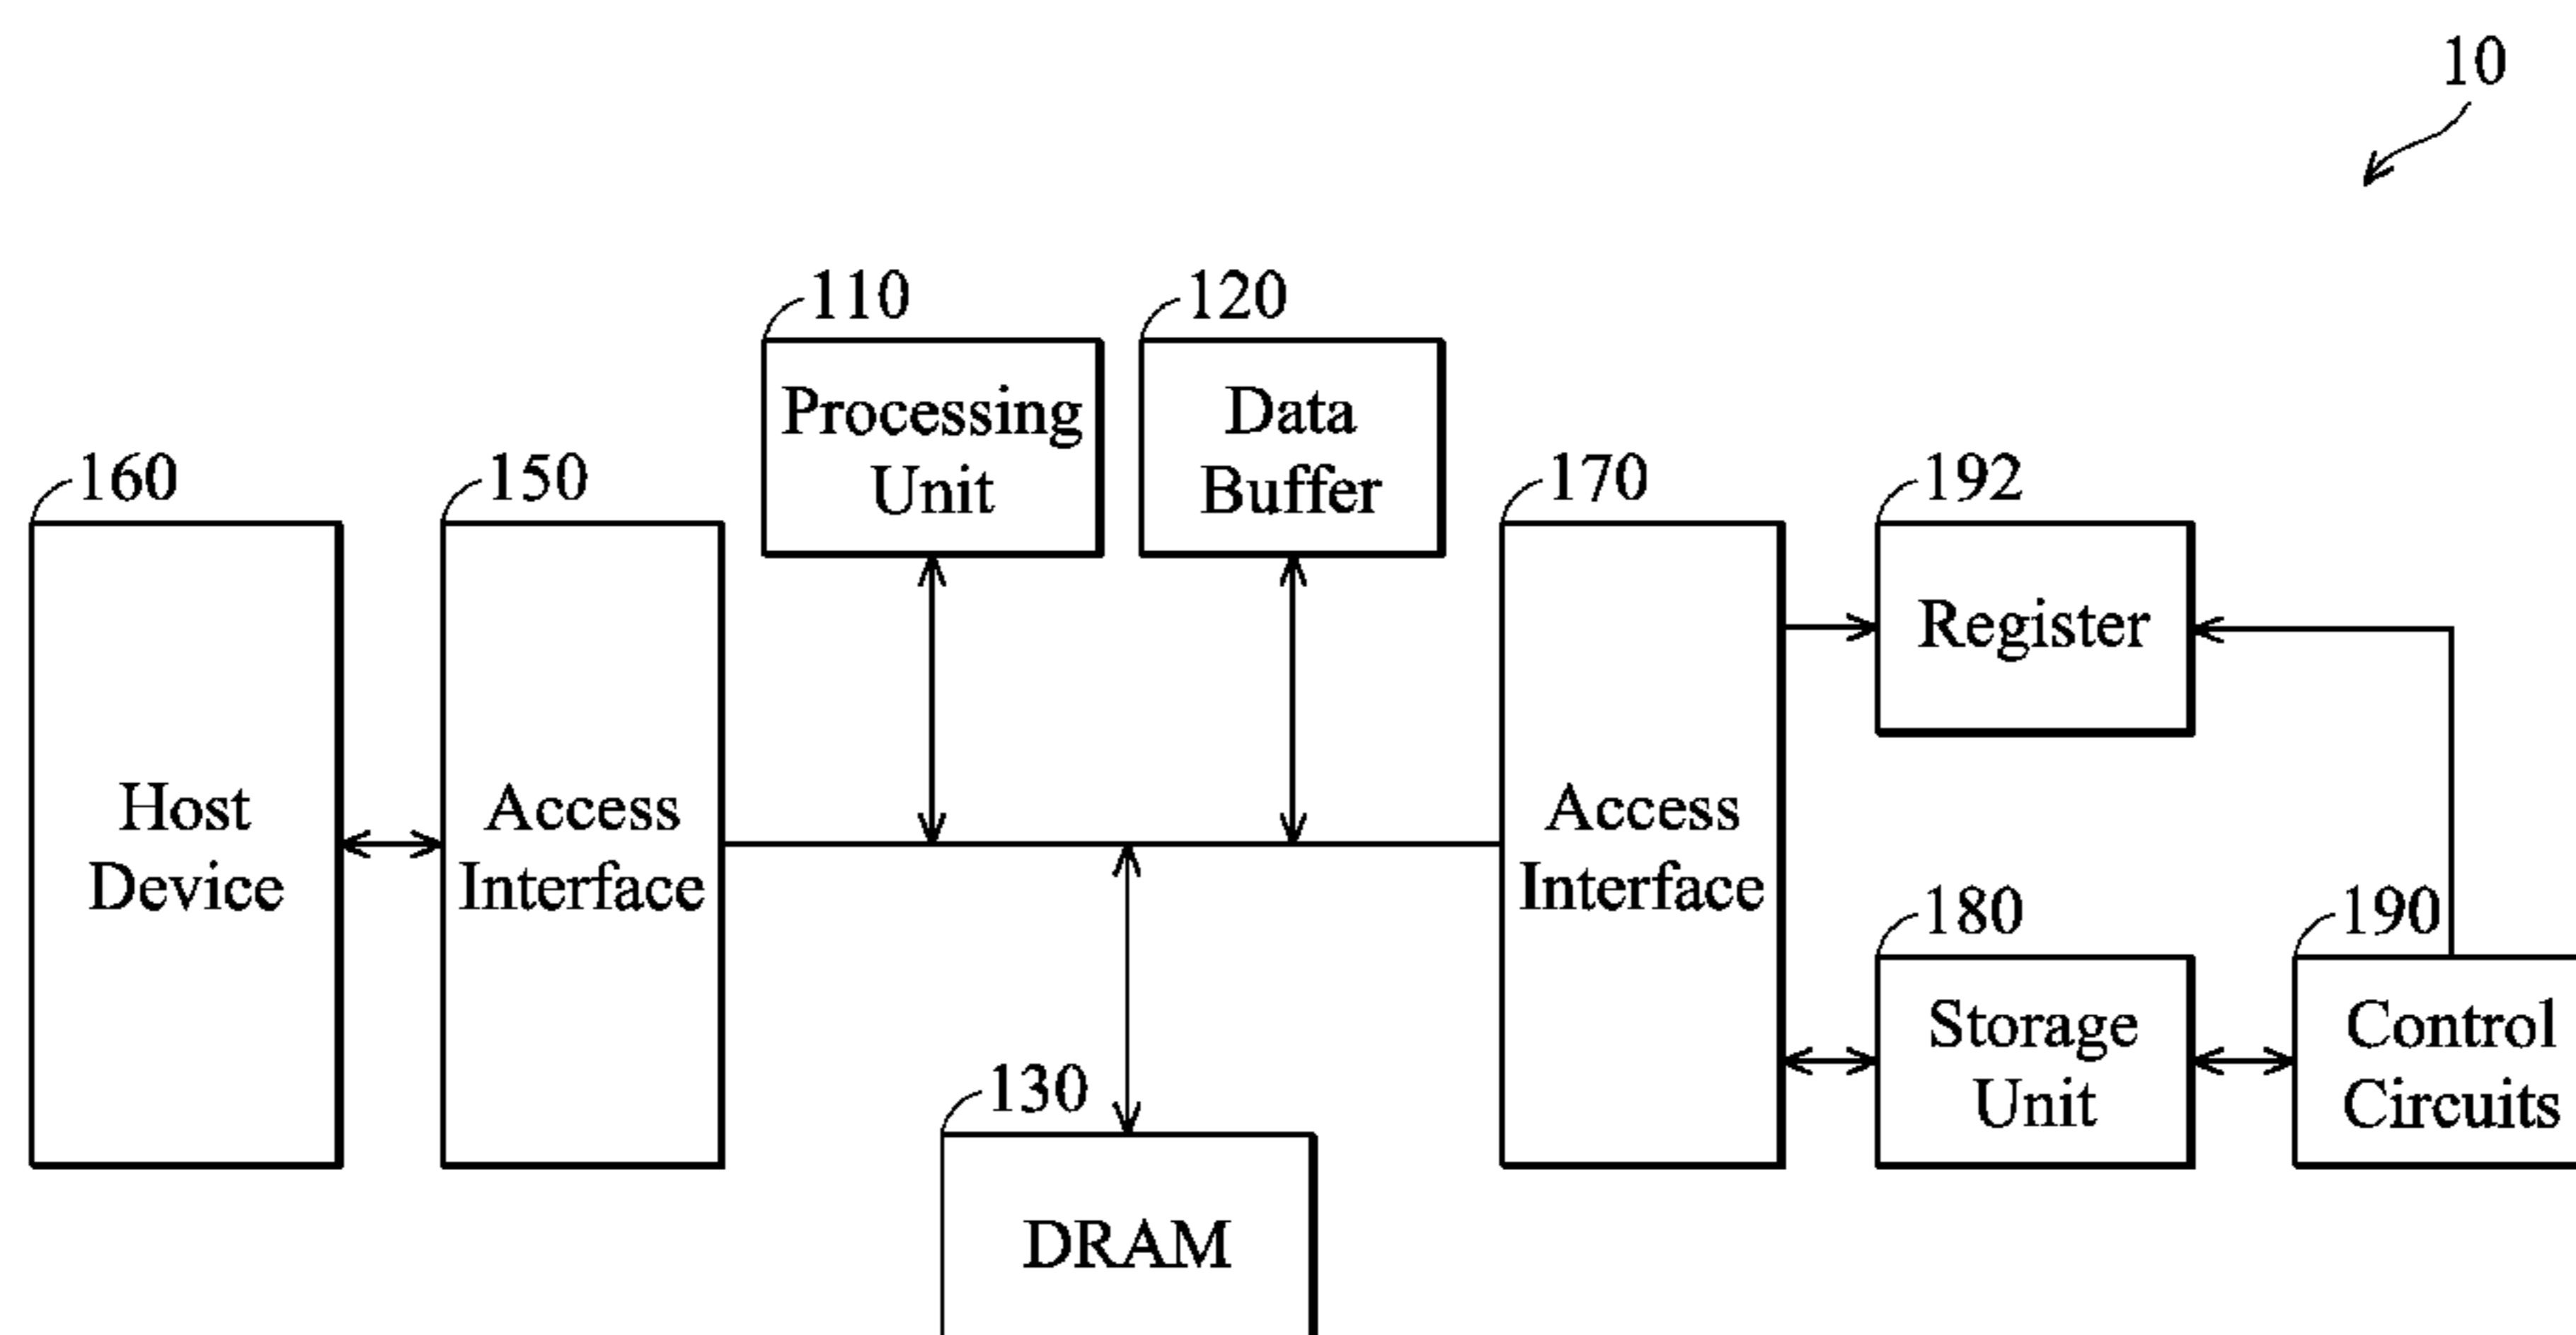 10
110
120
Processing
Unit
Data
Buffer
160
150
170
192
Host
Device
Access
Interface
Access
Interface
Register
180
190
Storage
Unit
Control
Circuits
130
DRAM